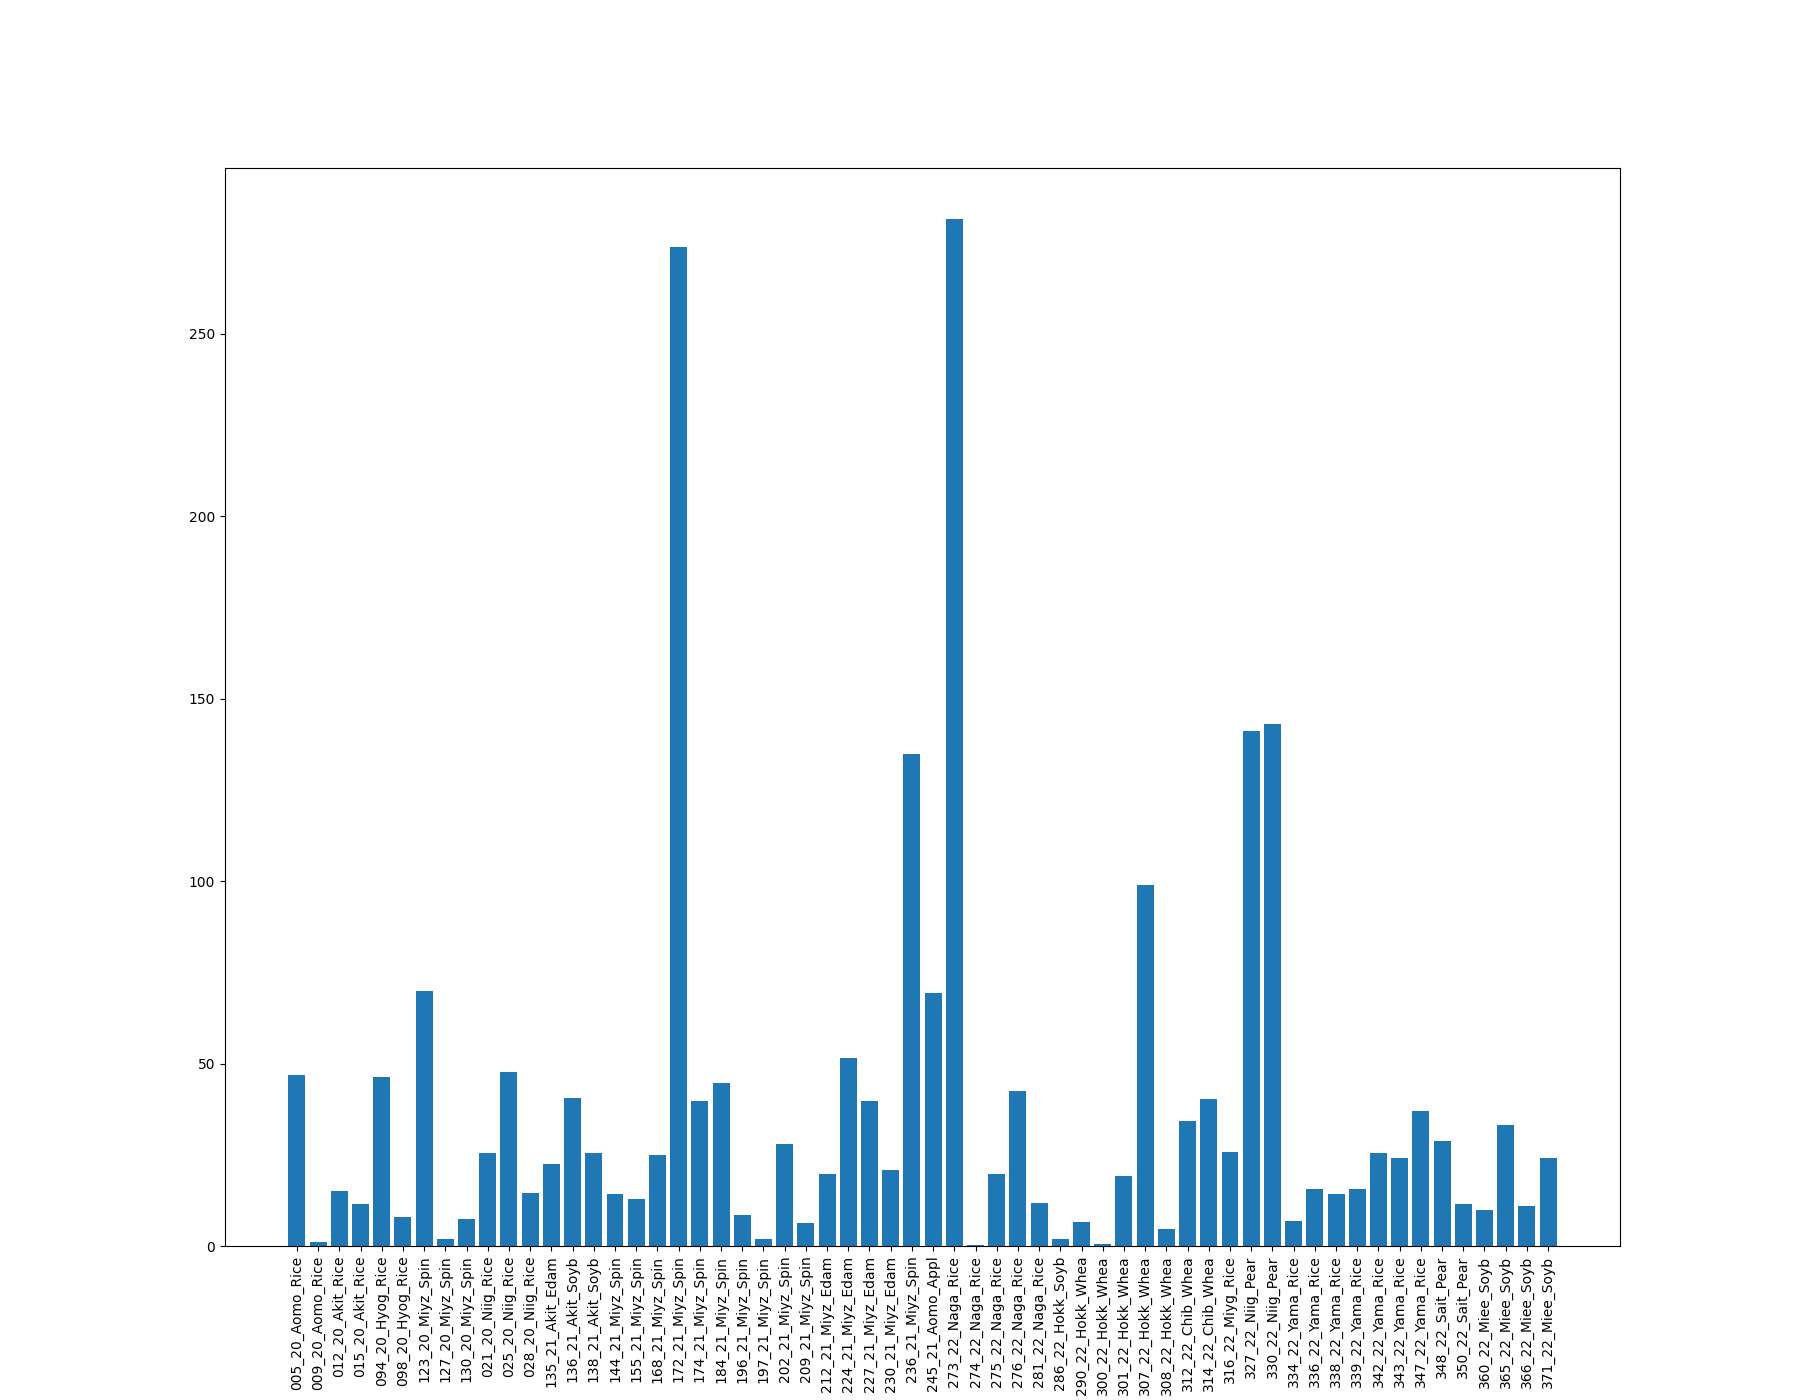 250
200
150
100
50
0
005_20_Aomo_Rice
009_20_Aomo_Rice
012_20_Akit_Rice
015_20_Akit_Rice
094_20_Hyog_Rice
098_20_Hyog_Rice
123_20_Miyz_Spin
127_20_Miyz_Spin
130_20_Miyz_Spin
021_20_Niig_Rice
025_20_Niig_Rice
028_20_Niig_Rice
135_21_Akit_Edam
136_21_Akit_Soyb
138_21_Akit_Soyb
144_21_Miyz_Spin
155_21_Miyz_Spin
168_21_Miyz_Spin
172_21_Miyz_Spin
174_21_Miyz_Spin
184_21_Miyz_Spin
196_21_Miyz_Spin
197_21_Miyz_Spin
202_21_Miyz_Spin
209_21_Miyz_Spin
212_21_Miyz_Edam
224_21_Miyz_Edam
227_21_Miyz_Edam
230_21_Miyz_Edam
236_21_Miyz_Spin
245_21_Aomo_Appl
273_22_Naga_Rice
274_22_Naga_Rice
275_22_Naga_Rice
276_22_Naga_Rice
281_22_Naga_Rice
286_22_Hokk_Soyb
290_22_Hokk_Whea
300_22_Hokk_Whea
301_22_Hokk_Whea
307_22_Hokk_Whea
308_22_Hokk_Whea
312_22_Chib_Whea
314_22_Chib_Whea
316_22_Miyg_Rice
327_22_Niig_Pear
330_22_Niig_Pear
334_22_Yama_Rice
336_22_Yama_Rice
338_22_Yama_Rice
339_22_Yama_Rice
342_22_Yama_Rice
343_22_Yama_Rice
347_22_Yama_Rice
348_22_Sait_Pear
350_22_Sait_Pear
360_22_Miee_Soyb
365_22_Miee_Soyb
366_22_Miee_Soyb
371_22_Miee_Soyb